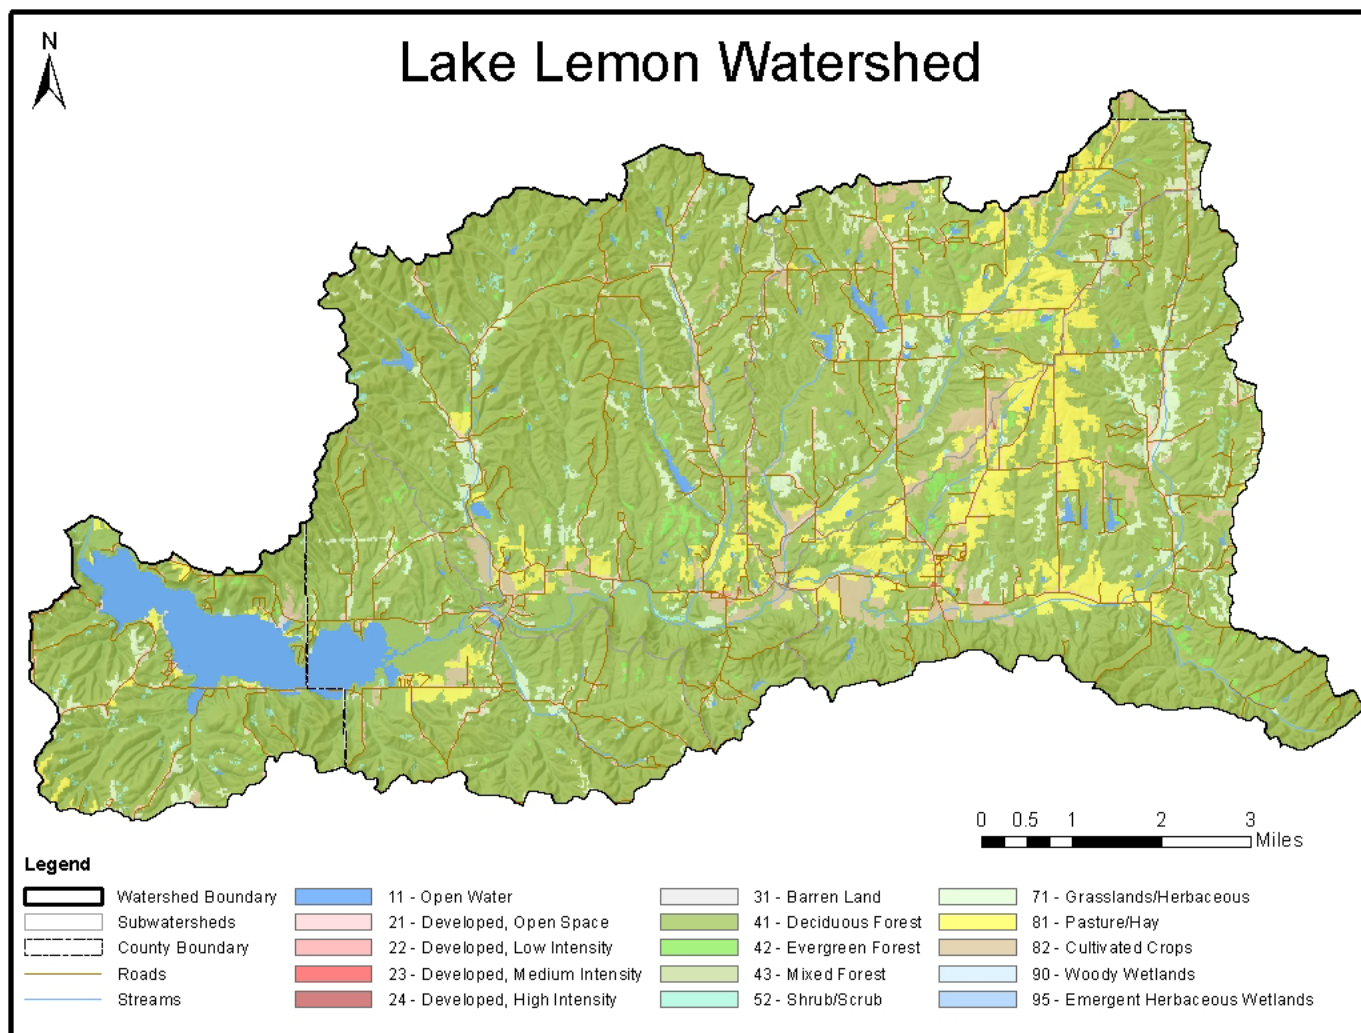 N
Lake Lemon Watershed
0 0.5 1 2 3
Miles
Legend
Watershed Boundary
Subwatersheds
County Boundary
Roads
Streams
11 - Open Water
21 - Developed, Open Space
22 - Developed, Low Intensity
23 - Developed, Medium Intensity
24 - Developed, High Intensity
31 - Barren Land
41 - Deciduous Forest
42 - Evergreen Forest
43 - Mixed Forest
52 - Shrub/Scrub
71 - Grasslands/Herbaceous
81 - Pasture/Hay
82 - Cultivated Crops
90 - Woody Wetlands
95 - Emergent Herbaceous Wetlands